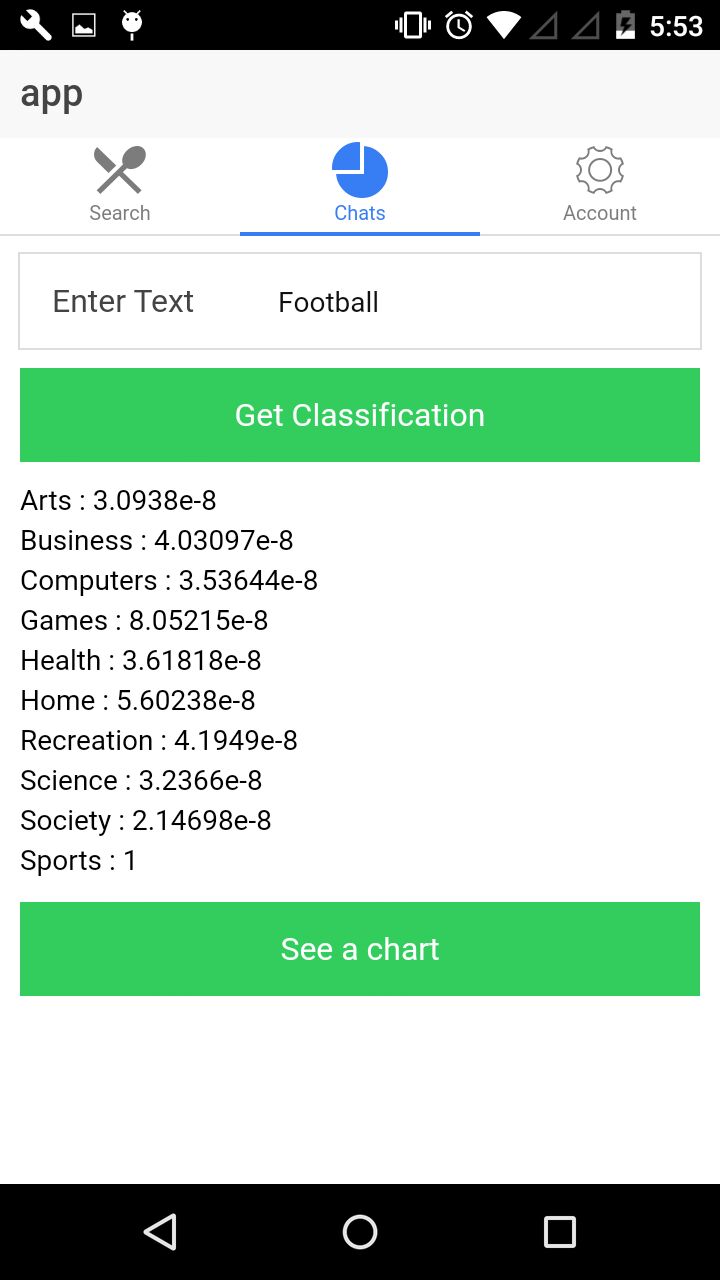 5:53
app
Search
Chats
Account
Enter Text Football
Get Classification
Arts : 3.0938e-8
Business : 4.03097e-8
Computers : 3.53644e-8
Games : 8.05215e-8
Health : 3.61818e-8
Home : 5.60238e-8
Recreation : 4.1949e-8
Science : 3.2366e-8
Society : 2.14698e-8
Sports : 1
See a chart